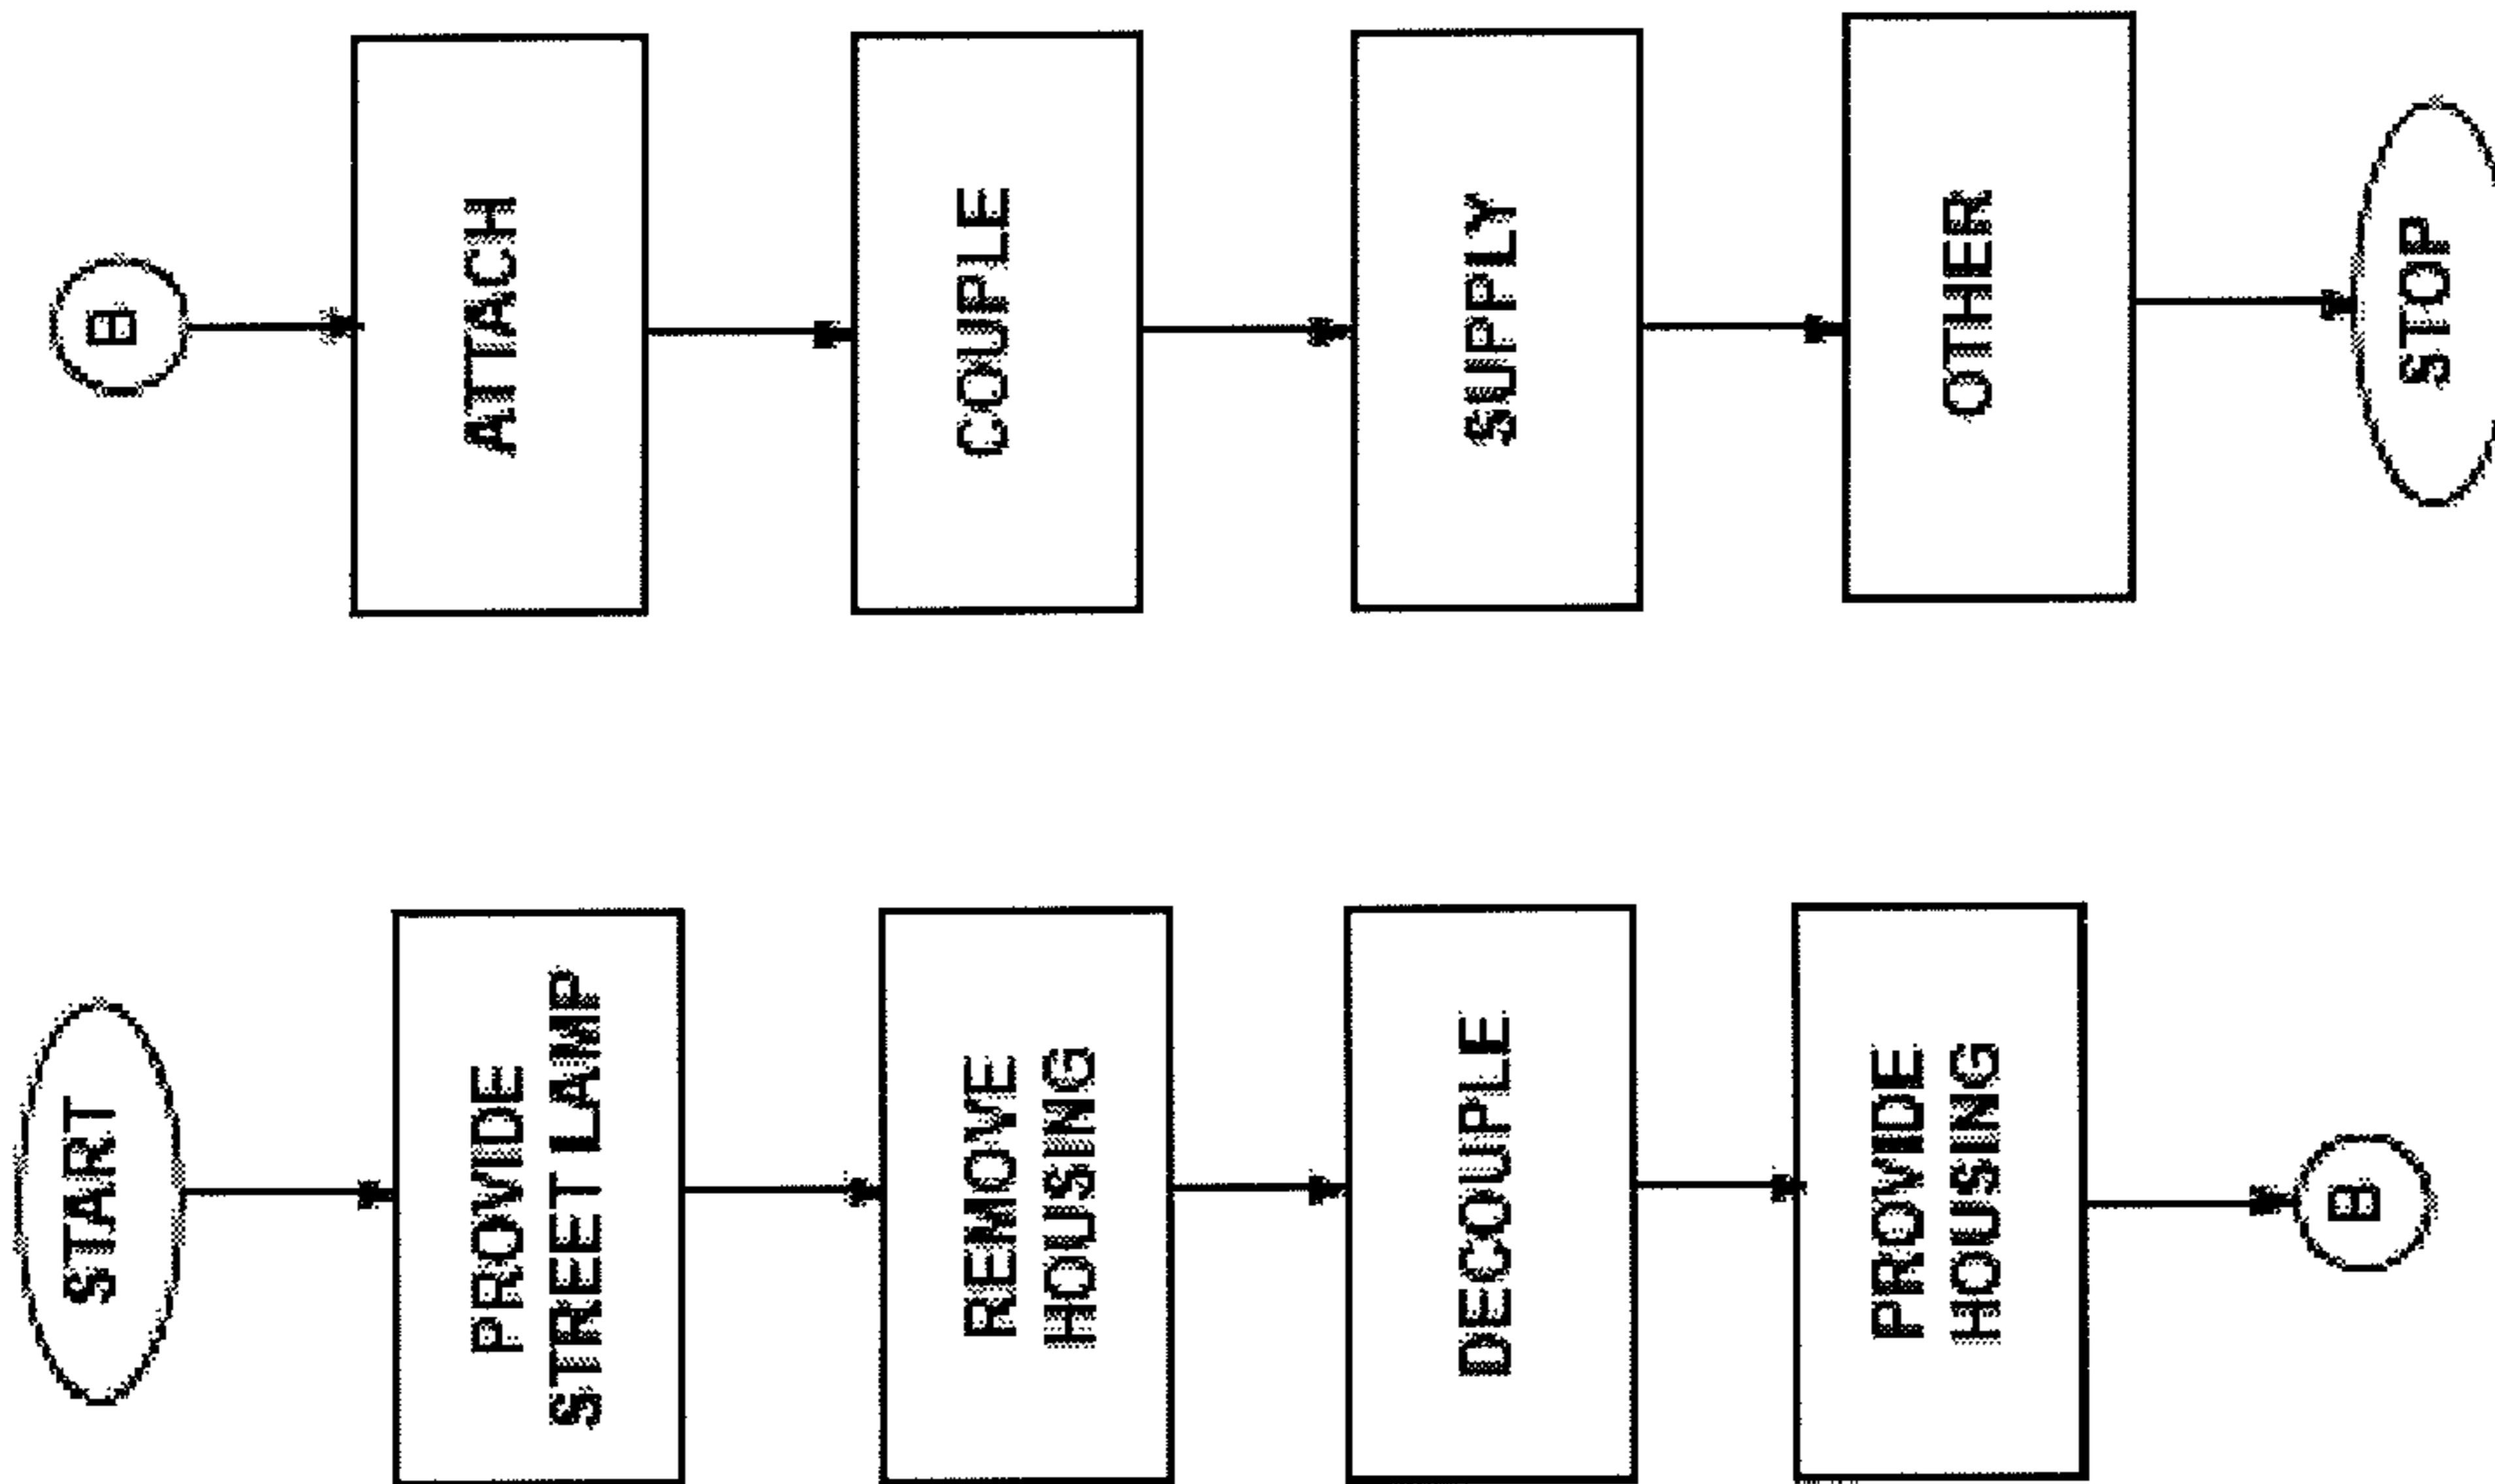 START
PROVIDE
STREET LAMP
REMOVE
HOUSING
DECOUPLE
PROVIDE
HOUSING
B
B
ATTACH
COUPLE
SUPPLY
OTHER
STOP